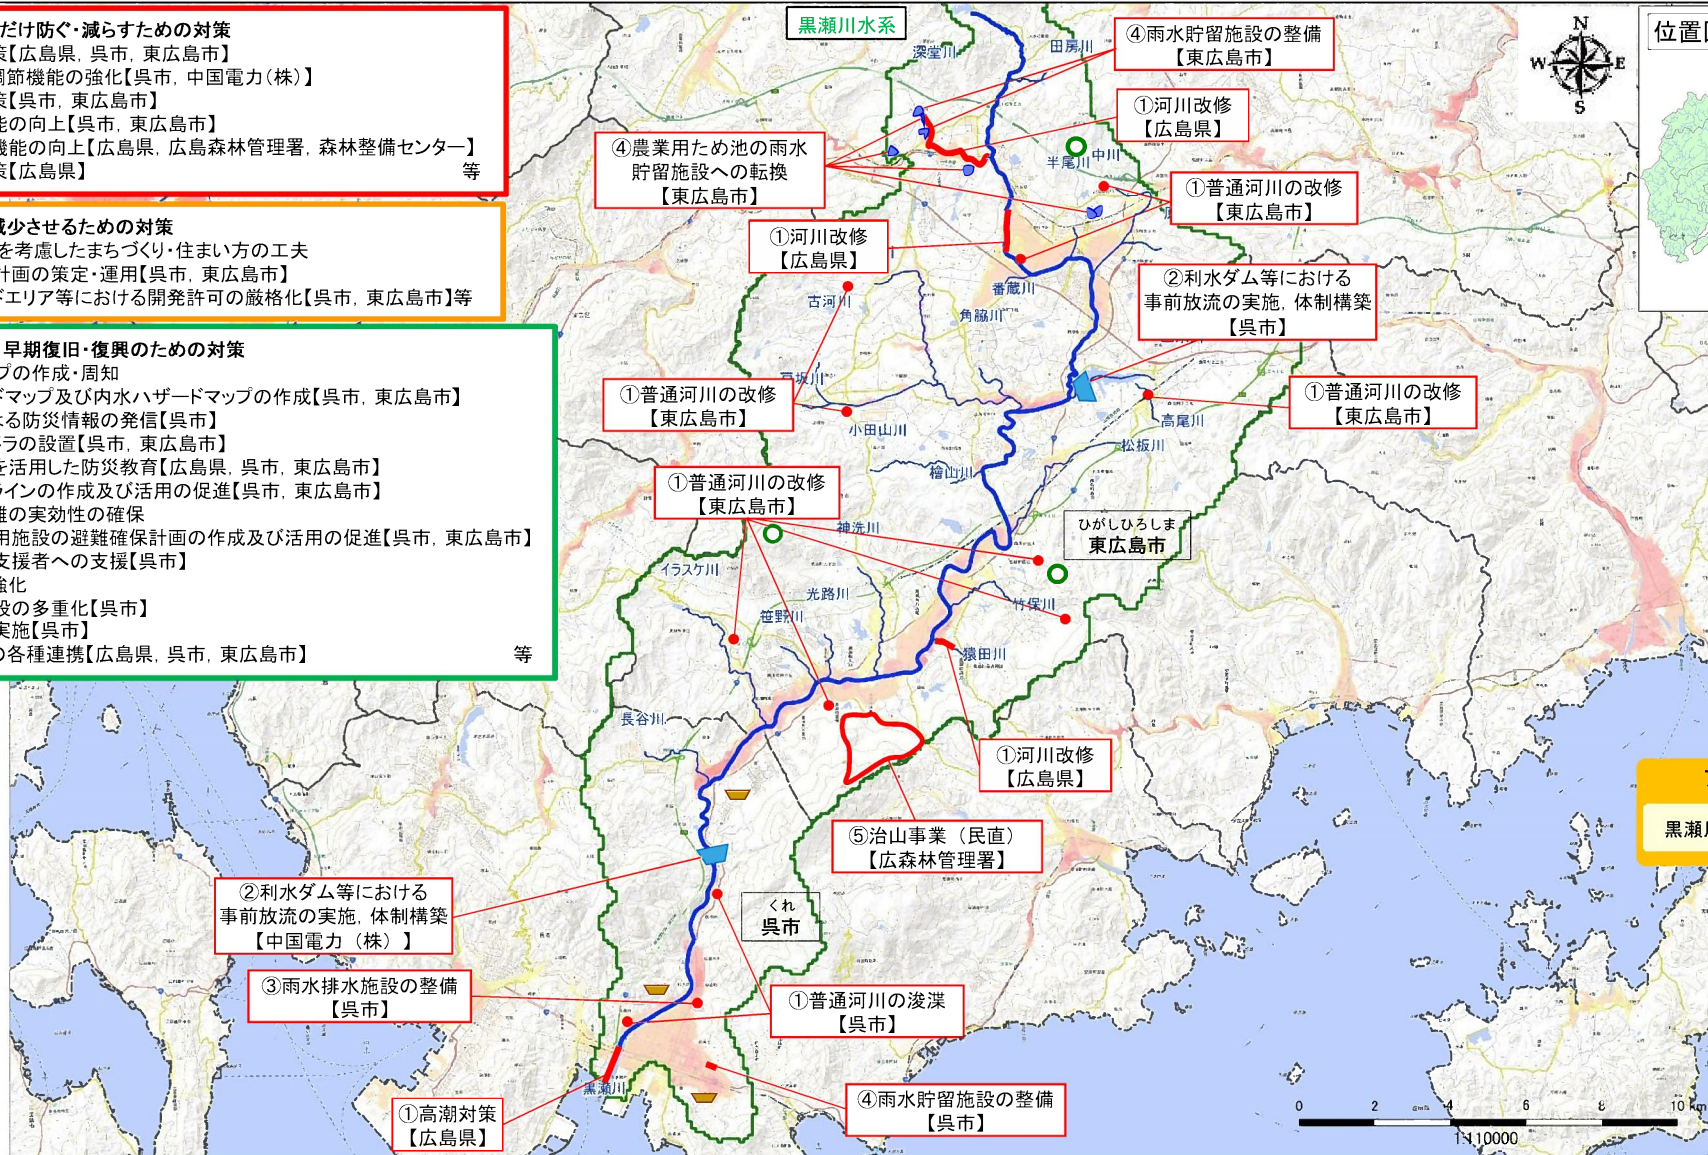 だけ防ぐ・減らすための対策
策【広島県, 呉市, 東広島市】
調節機能の強化【呉市, 中国電力(株)】
策【呉市, 東広島市】
能の向上【呉市, 東広島市】
機能の向上【広島県, 広島森林管理署, 森林整備センター】
策【広島県】 等
減少させるための対策
を考慮したまちづくり・住まい方の工夫
計画の策定・運用【呉市, 東広島市】
ドエリア等における開発許可の厳格化【呉市, 東広島市】等
早期復旧・復興のための対策
プの作成・周知
ドマップ及び内水ハザードマップの作成【呉市, 東広島市】
よる防災情報の発信【呉市】
メラの設置【呉市, 東広島市】
を活用した防災教育【広島県, 呉市, 東広島市】
ラインの作成及び活用の促進【呉市, 東広島市】
難の実効性の確保
用施設の避難確保計画の作成及び活用の促進【呉市, 東広島市】
支援者への支援【呉市】
強化
設の多重化【呉市】
実施【呉市】
の各種連携【広島県, 呉市, 東広島市】 等
黒瀬川水系
深堂川
田房川
④雨水貯留施設の整備
【東広島市】
①河川改修
【広島県】
④農業用ため池の雨水
貯留施設への転換
【東広島市】
半尾川
中川
①普通河川の改修
【東広島市】
①河川改修
【広島県】
古河川
番蔵川
角脇川
②利水ダム等における
事前放流の実施, 体制構築
【呉市】
①普通河川の改修
【東広島市】
小田山川
①普通河川の改修
【東広島市】
高尾川
松板川
檜山川
①普通河川の改修
【東広島市】
神洗川
ひがしひろしま
東広島市
イラスケ川
光路川
笹野川
竹保川
猿田川
長谷川
①河川改修
【広島県】
⑤治山事業（民直）
【広森林管理署】
②利水ダム等における
事前放流の実施, 体制構築
【中国電力（株）】
くれ
呉市
③雨水排水施設の整備
【呉市】
①普通河川の浚渫
【呉市】
黒瀬川
①高潮対策
【広島県】
④雨水貯留施設の整備
【呉市】
N
W
E
S
位置
黒瀬
0 2 4 6 8 10 km
1:110000